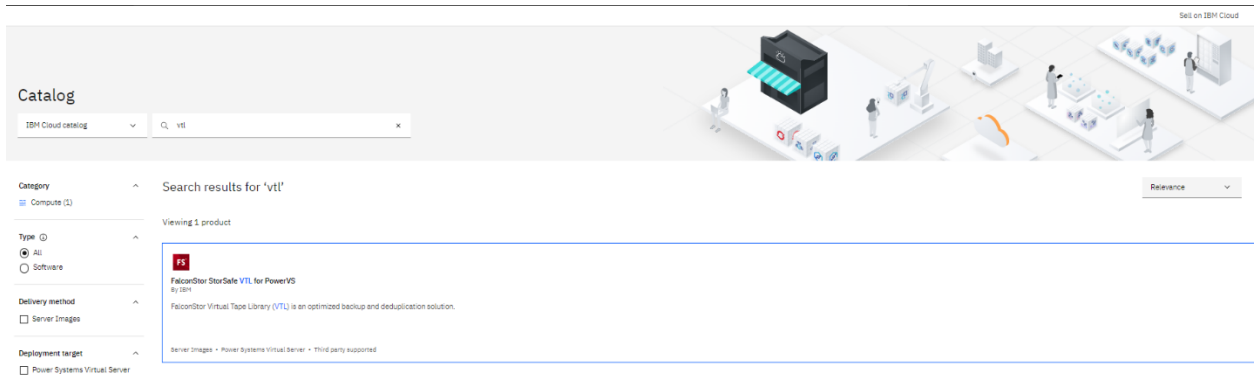 Sell on IBM Cloud
Catalog
IBM Cloud catalog
vtl
Category
Compute (1)
Type
All
Software
Delivery method
Server Images
Deployment target
Power Systems Virtual Server
Search results for ‘vtl’
Relevance
Viewing 1 product
FS
FalconStor StorSafe VTL for PowerVS
By IBM
FalconStor Virtual Tape Library (VTL) is an optimized backup and deduplication solution.
Server Images • Power Systems Virtual Server • Third party supported